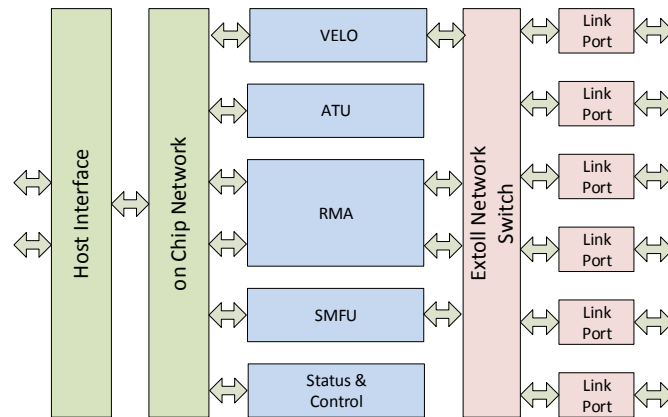 Host Interface
on Chip Network
VELO
ATU
RMA
SMFU
Status &
Control
Extoll Network
Switch
Link
Port
Link
Port
Link
Port
Link
Port
Link
Port
Link
Port